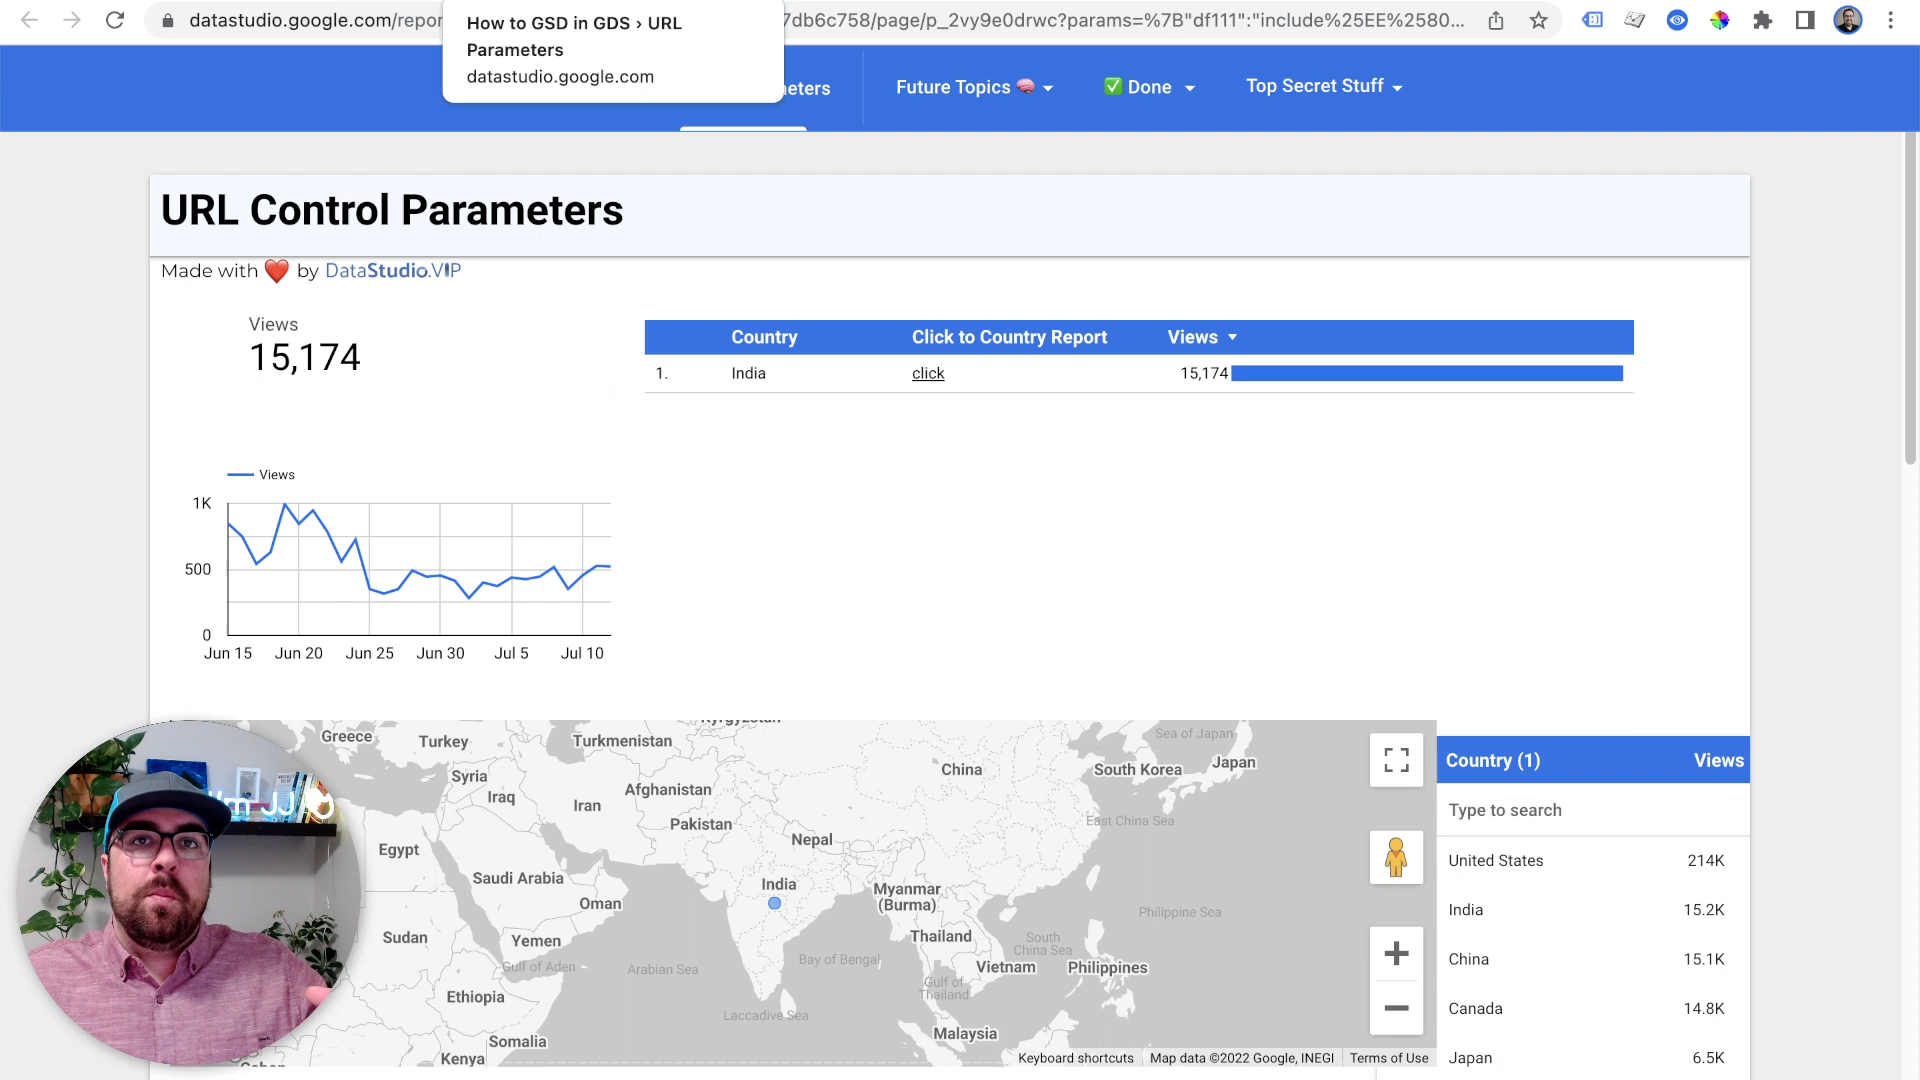 datastudio.google.com/repor
7db6c758/page/p_2vy9e0drwc?params=%7B"df111":"include%25EE%2580...
How to GSD in GDS › URL
Parameters
datastudio.google.com
eters
Future Topics 🧠
✅ Done
Top Secret Stuff
URL Control Parameters
Made with ❤️ by DataStudio.VIP
Views
15,174
Country Click to Country Report Views
1. India click 15,174
Views
1K
500
0
Jun 15 Jun 20 Jun 25 Jun 30 Jul 5 Jul 10
Kyrgyzstan
Greece
Turkey
Turkmenistan
Syria
Iraq
Iran
Afghanistan
Pakistan
China
Nepal
South Korea
Japan
Sea of Japan
East China Sea
Egypt
Saudi Arabia
Oman
India
Myanmar
(Burma)
Philippine Sea
Sudan
Yemen
Gulf of Aden
Arabian Sea
Bay of Bengal
Thailand
South
China Sea
Vietnam
Philippines
Gulf of
Thailand
Ethiopia
Laccadive Sea
Malaysia
Somalia
Kenya
I'm JJ
Keyboard shortcuts
Map data ©2022 Google, INEGI
Terms of Use
Country (1) Views
Type to search
United States 214K
India 15.2K
China 15.1K
Canada 14.8K
Japan 6.5K